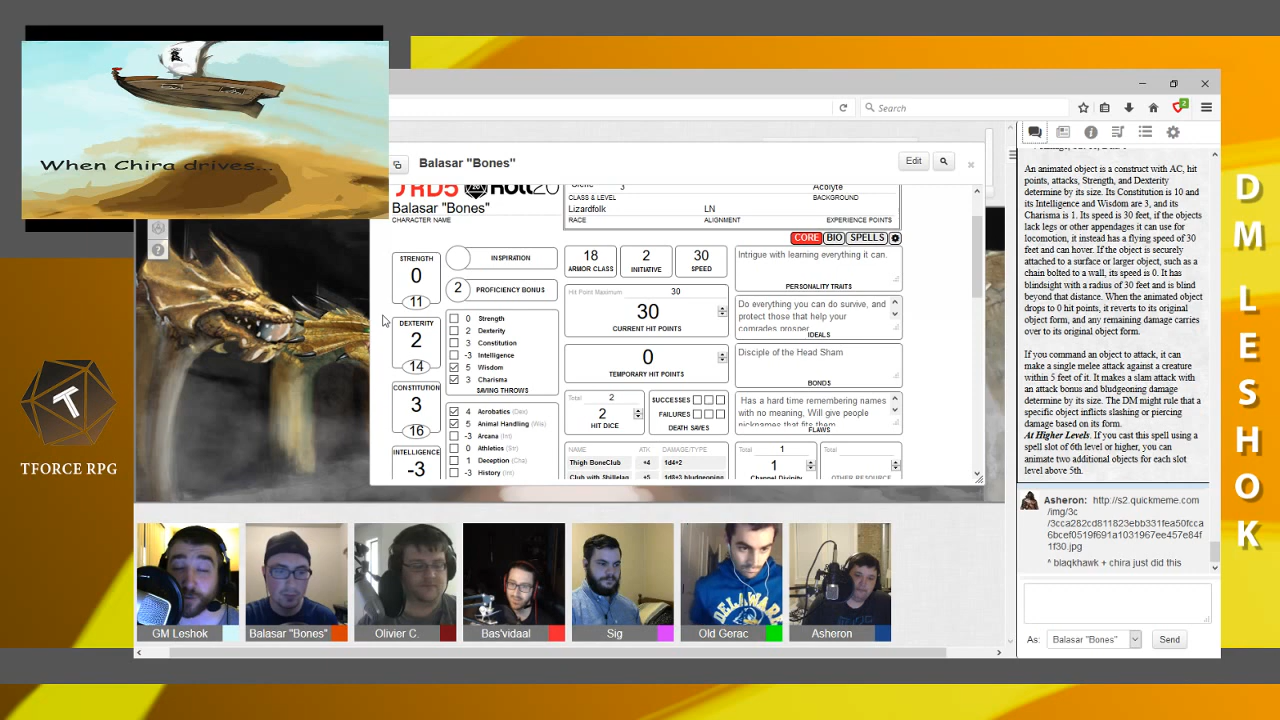 When Chira drives...
TFORCE RPG
DM LESHOK
Search
2
Balasar "Bones"
Edit
Roll20
3
Acolyte
Balasar "Bones"
CHARACTER NAME
CLASS & LEVEL
BACKGROUND
Lizardfolk
LN
RACE
ALIGNMENT
EXPERIENCE POINTS
CORE
BIO
SPELLS
STRENGTH
0
11
DEXTERITY
2
14
CONSTITUTION
3
16
INTELLIGENCE
-3
INSPIRATION
2
PROFICIENCY BONUS
0 Strength
2 Dexterity
3 Constitution
-3 Intelligence
5 Wisdom
3 Charisma
SAVING THROWS
4 Acrobatics (Dex)
5 Animal Handling (Wis)
-3 Arcana (Int)
0 Athletics (Str)
1 Deception (Cha)
-3 History (Int)
18
ARMOR CLASS
2
INITIATIVE
30
SPEED
Hit Point Maximum 30
30
CURRENT HIT POINTS
0
TEMPORARY HIT POINTS
Total 2
2
HIT DICE
SUCCESSES
FAILURES
DEATH SAVES
NAME ATK DAMAGE/TYPE
Thigh BoneClub +4 1d4+2
Club with Shillelag +5 1d8+3 bludgeoning
Intrigue with learning everything it can.
PERSONALITY TRAITS
Do everything you can do survive, and
protect those that help your
comrades prosper
IDEALS
Disciple of the Head Sham
BONDS
Has a hard time remembering names
with no meaning, Will give people
nicknames that fits them
FLAWS
Total 1
1
Channel Divinity
Total
OTHER RESOURCE
An animated object is a construct with AC, hit
points, attacks, Strength, and Dexterity
determine by its size. Its Constitution is 10 and
its Intelligence and Wisdom are 3, and its
Charisma is 1. Its speed is 30 feet, if the objects
lack legs or other appendages it can use for
locomotion, it instead has a flying speed of 30
feet and can hover. If the object is securely
attached to a surface or larger object, such as a
chain bolted to a wall, its speed is 0. It has
blindsight with a radius of 30 feet and is blind
beyond that distance. When the animated object
drops to 0 hit points, it reverts to its original
object form, and any remaining damage carries
over to its original object form.
If you command an object to attack, it can
make a single melee attack against a creature
within 5 feet of it. It makes a slam attack with
an attack bonus and bludgeoning damage
determine by its size. The DM might rule that a
specific object inflicts slashing or piercing
damage based on its form.
At Higher Levels. If you cast this spell using a
spell slot of 6th level or higher, you can
animate two additional objects for each slot
level above 5th.
Asheron: http://s2.quickmeme.com
/img/3c
/3cca282cd811823ebb331fea50fcca
6bcef0519f691a1031967ee457e84f
1f30.jpg
^ blaqkhawk + chira just did this
As: Balasar "Bones"
Send
GM Leshok
Balasar "Bones"
Olivier C.
Bas'vidaal
Sig
Old Gerac
Asheron
DELAWARE